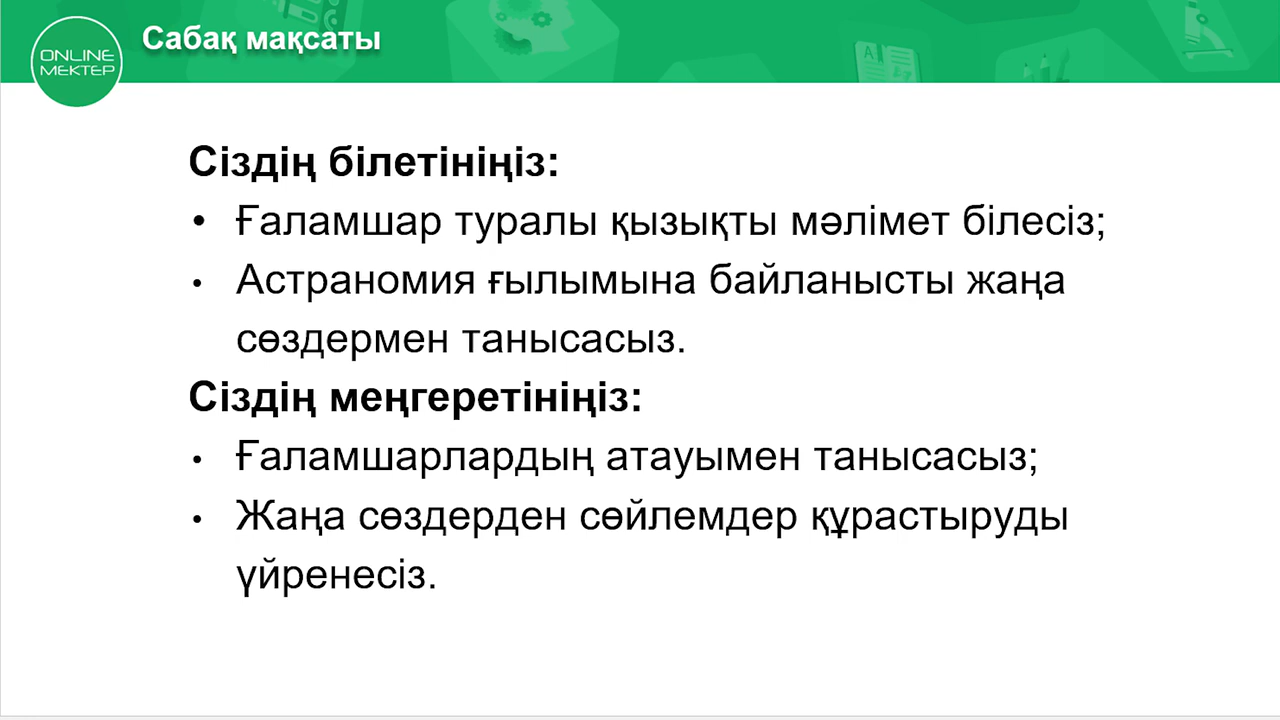 Сабақ мақсаты
ONLINE
МЕКТЕР
Сіздің білетініңіз:
• Ғаламшар туралы қызықты мәлімет білесіз;
• Астраномия ғылымына байланысты жаңа
сөздермен танысасыз.
Сіздің меңгеретініңіз:
• Ғаламшарлардың атауымен танысасыз;
• Жаңа сөздерден сөйлемдер құрастыруды
үйренесіз.